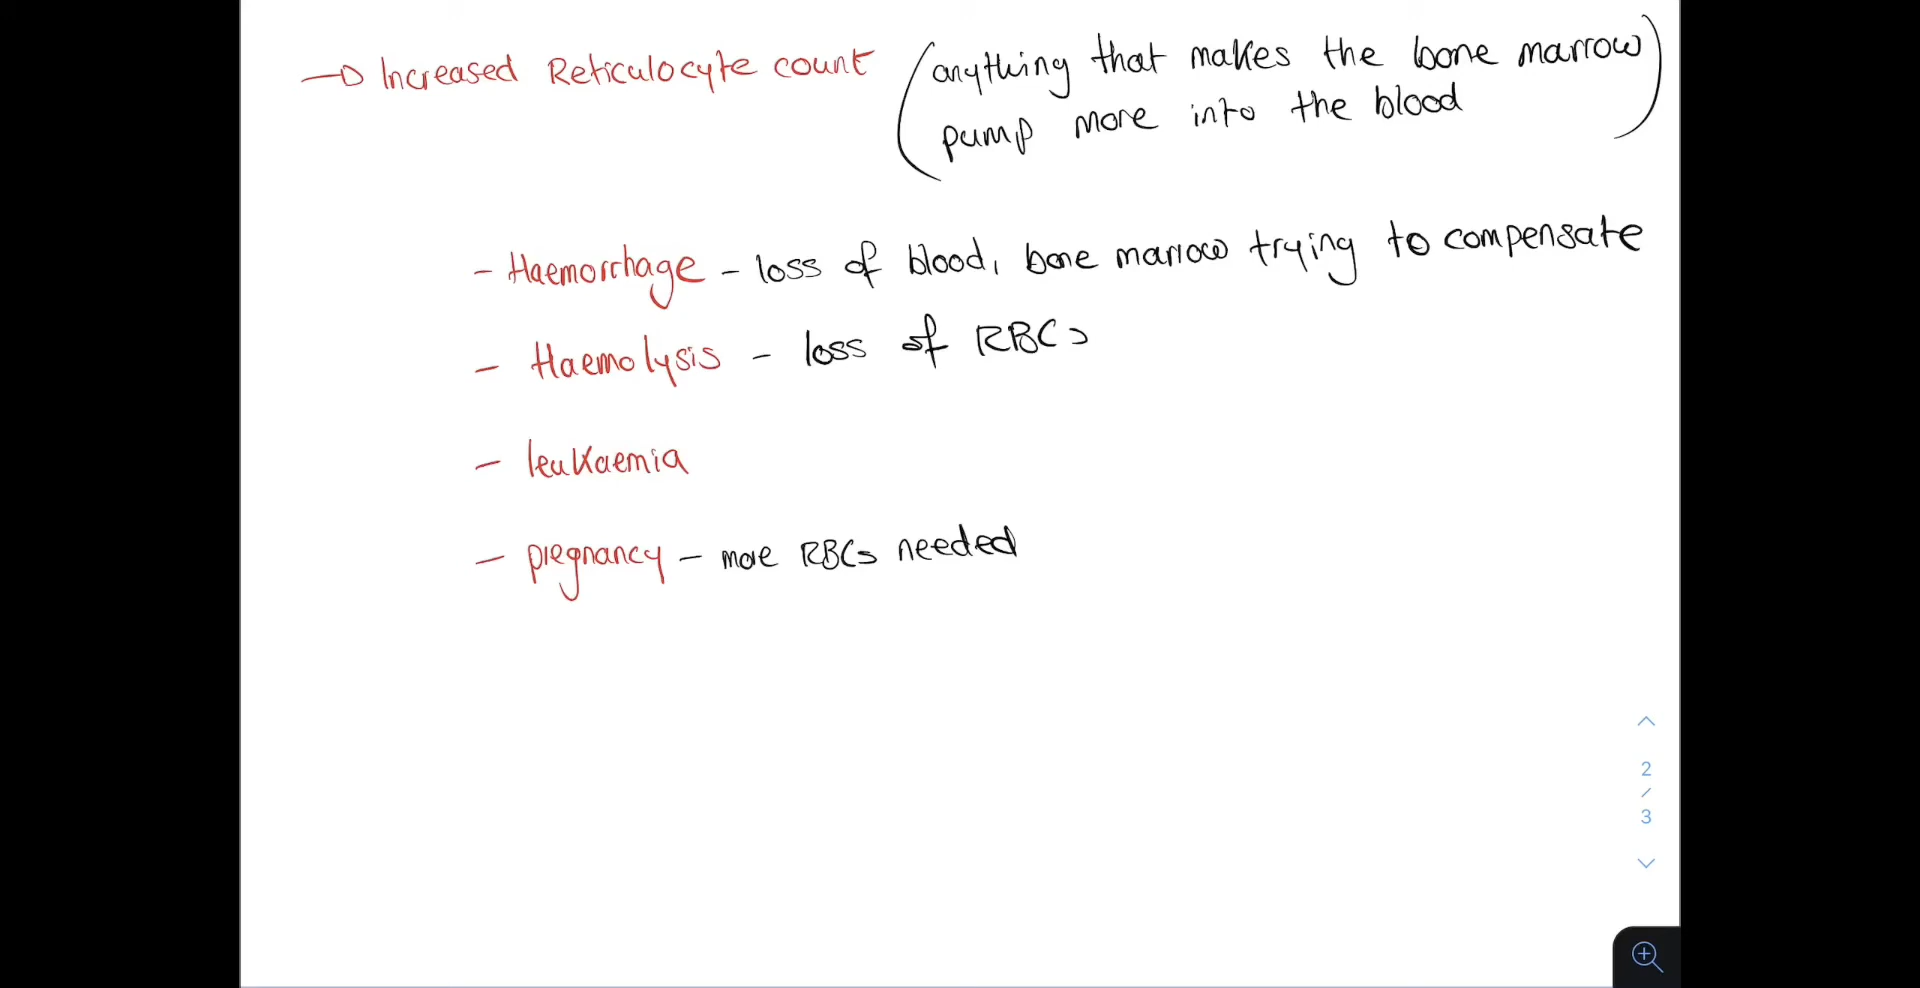 Increased Reticulocyte count (anything that makes the bone marrow
pump more into the blood)
- Haemorrhage - loss of blood, bone marrow trying to compensate
- Haemolysis - loss of RBCs
- leukaemia
- pregnancy - more RBCs needed
2
/
3